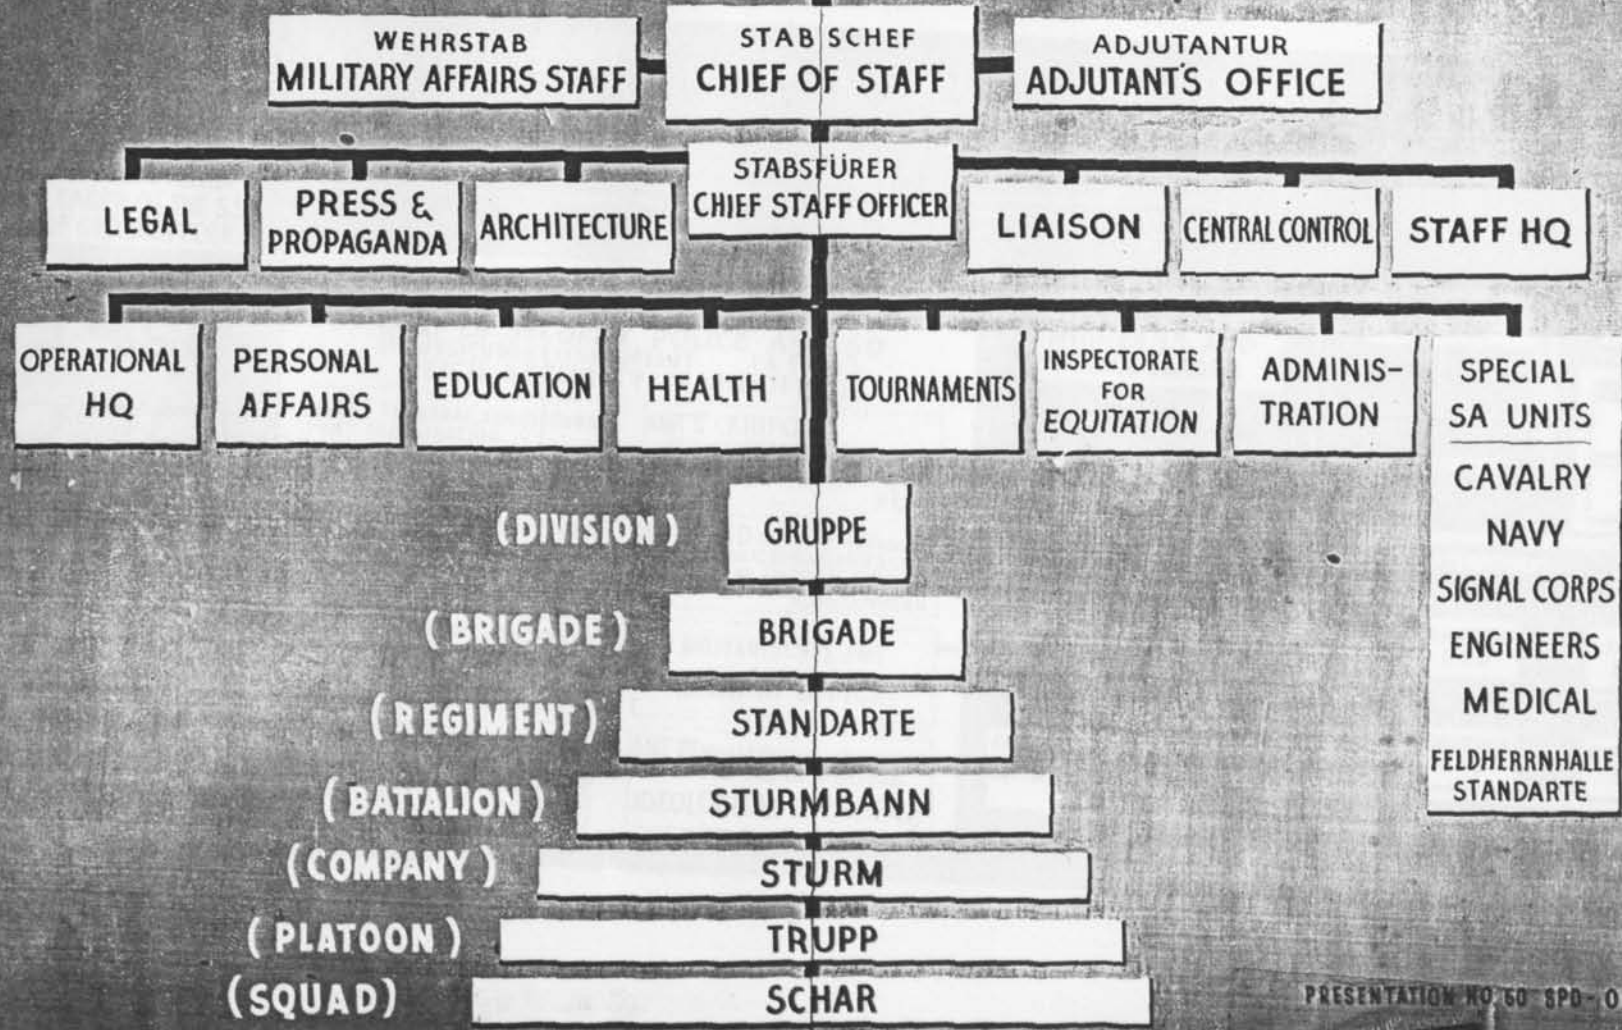 WEHRSTAB
MILITARY AFFAIRS STAFF
STABSCHEF
CHIEF OF STAFF
ADJUTANTUR
ADJUTANT'S OFFICE
STABSFÜRER
CHIEF STAFF OFFICER
LEGAL
PRESS &
PROPAGANDA
ARCHITECTURE
LIAISON
CENTRAL CONTROL
STAFF HQ
OPERATIONAL
HQ
PERSONAL
AFFAIRS
EDUCATION
HEALTH
TOURNAMENTS
INSPECTORATE
FOR
EQUITATION
ADMINIS-
TRATION
SPECIAL
SA UNITS
CAVALRY
NAVY
SIGNAL CORPS
ENGINEERS
MEDICAL
FELDHERRNHALLE
STANDARTE
(DIVISION) GRUPPE
(BRIGADE) BRIGADE
(REGIMENT) STANDARTE
(BATTALION) STURMBANN
(COMPANY) STURM
(PLATOON) TRUPP
(SQUAD) SCHAR
PRESENTATION NO 60 SPD-O